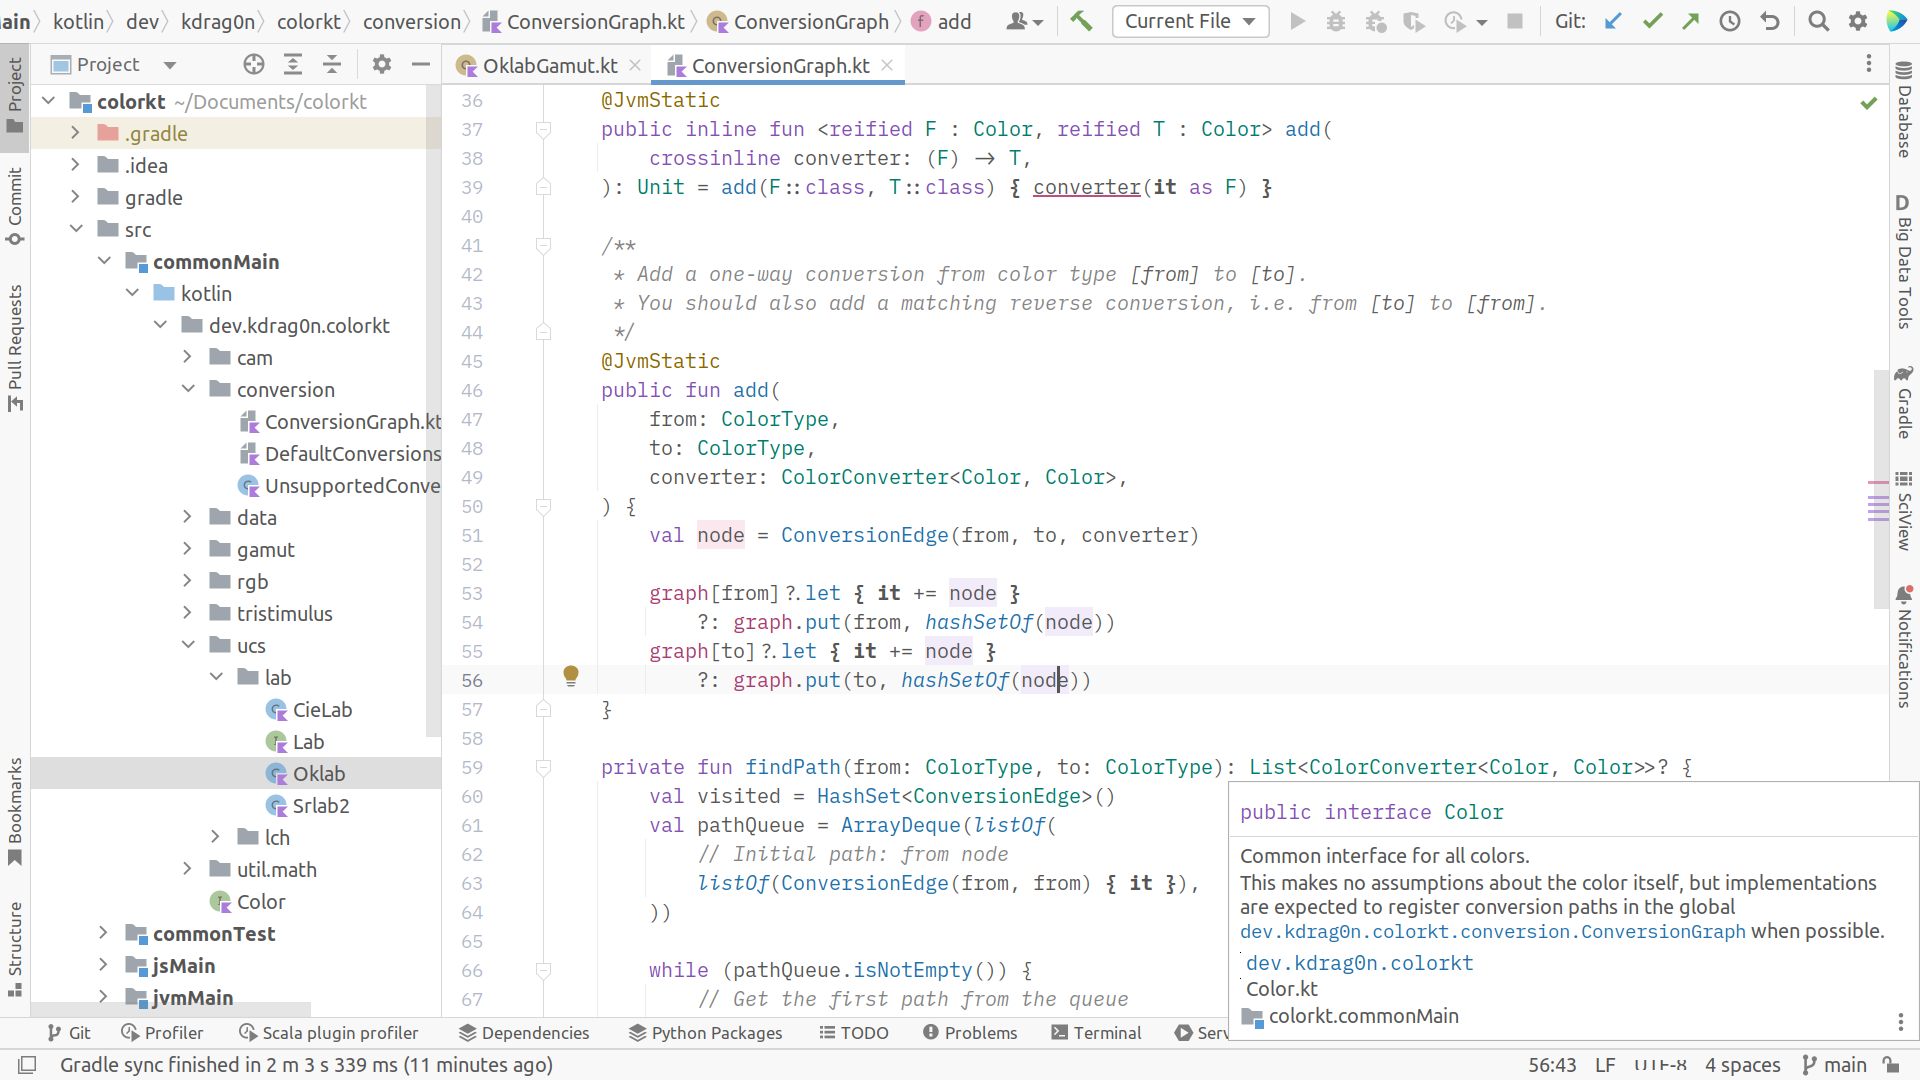 ain kotlin dev kdrag0n colorkt conversion ConversionGraph.kt ConversionGraph add Current File Git:
Project
OklabGamut.kt ConversionGraph.kt
colorkt ~/Documents/colorkt
.gradle
.idea
gradle
src
commonMain
kotlin
dev.kdrag0n.colorkt
cam
conversion
ConversionGraph.kt
DefaultConversions
UnsupportedConve
data
gamut
rgb
tristimulus
ucs
lab
CieLab
Lab
Oklab
Srlab2
lch
util.math
Color
commonTest
jsMain
jvmMain
Project
Commit
Pull Requests
Bookmarks
Structure
36 @JvmStatic
37 public inline fun <reified F : Color, reified T : Color> add(
38 crossinline converter: (F) → T,
39 ): Unit = add(F::class, T::class) { converter(it as F) }
40
41 /**
42 * Add a one-way conversion from color type [from] to [to].
43 * You should also add a matching reverse conversion, i.e. from [to] to [from].
44 */
45 @JvmStatic
46 public fun add(
47 from: ColorType,
48 to: ColorType,
49 converter: ColorConverter<Color, Color>,
50 ) {
51 val node = ConversionEdge(from, to, converter)
52
53 graph[from]?.let { it += node }
54 ?: graph.put(from, hashSetOf(node))
55 graph[to]?.let { it += node }
56 ?: graph.put(to, hashSetOf(node))
57 }
58
59 private fun findPath(from: ColorType, to: ColorType): List<ColorConverter<Color, Color>>? {
60 val visited = HashSet<ConversionEdge>()
61 val pathQueue = ArrayDeque(listOf(
62 // Initial path: from node
63 listOf(ConversionEdge(from, from) { it }),
64 ))
65
66 while (pathQueue.isNotEmpty()) {
67 // Get the first path from the queue
public interface Color
Common interface for all colors.
This makes no assumptions about the color itself, but implementations
are expected to register conversion paths in the global
dev.kdrag0n.colorkt.conversion.ConversionGraph when possible.
dev.kdrag0n.colorkt
Color.kt
colorkt.commonMain
Database
D Big Data Tools
Gradle
SciView
Notifications
Git Profiler Scala plugin profiler Dependencies Python Packages TODO Problems Terminal Serv
Gradle sync finished in 2 m 3 s 339 ms (11 minutes ago) 56:43 LF UTF-8 4 spaces main